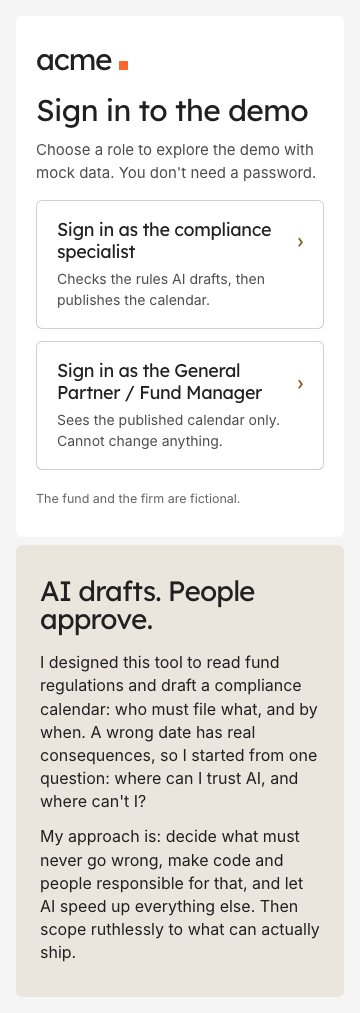 acme
Sign in to the demo
Choose a role to explore the demo with
mock data. You don't need a password.
Sign in as the compliance
specialist
›
Checks the rules AI drafts, then
publishes the calendar.
Sign in as the General
Partner / Fund Manager
›
Sees the published calendar only.
Cannot change anything.
The fund and the firm are fictional.
AI drafts. People
approve.
I designed this tool to read fund
regulations and draft a compliance
calendar: who must file what, and by
when. A wrong date has real
consequences, so I started from one
question: where can I trust AI, and
where can't I?
My approach is: decide what must
never go wrong, make code and
people responsible for that, and let
AI speed up everything else. Then
scope ruthlessly to what can actually
ship.